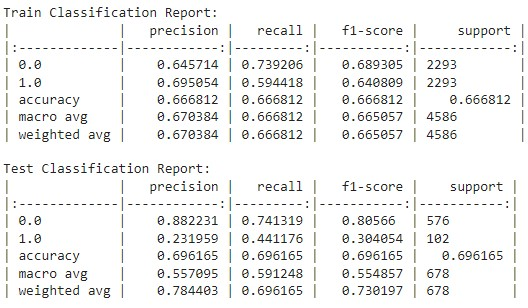 Train Classification Report:
|              |   precision |   recall |   f1-score |     support |
|:-------------|------------:|---------:|-----------:|------------:|
| 0.0          |    0.645714 | 0.739206 |   0.689305 | 2293        |
| 1.0          |    0.695054 | 0.594418 |   0.640809 | 2293        |
| accuracy     |    0.666812 | 0.666812 |   0.666812 |    0.666812 |
| macro avg    |    0.670384 | 0.666812 |   0.665057 | 4586        |
| weighted avg |    0.670384 | 0.666812 |   0.665057 | 4586        |

Test Classification Report:
|              |   precision |   recall |   f1-score |    support |
|:-------------|------------:|---------:|-----------:|-----------:|
| 0.0          |    0.882231 | 0.741319 |   0.80566  | 576        |
| 1.0          |    0.231959 | 0.441176 |   0.304054 | 102        |
| accuracy     |    0.696165 | 0.696165 |   0.696165 |   0.696165 |
| macro avg    |    0.557095 | 0.591248 |   0.554857 | 678        |
| weighted avg |    0.784403 | 0.696165 |   0.730197 | 678        |